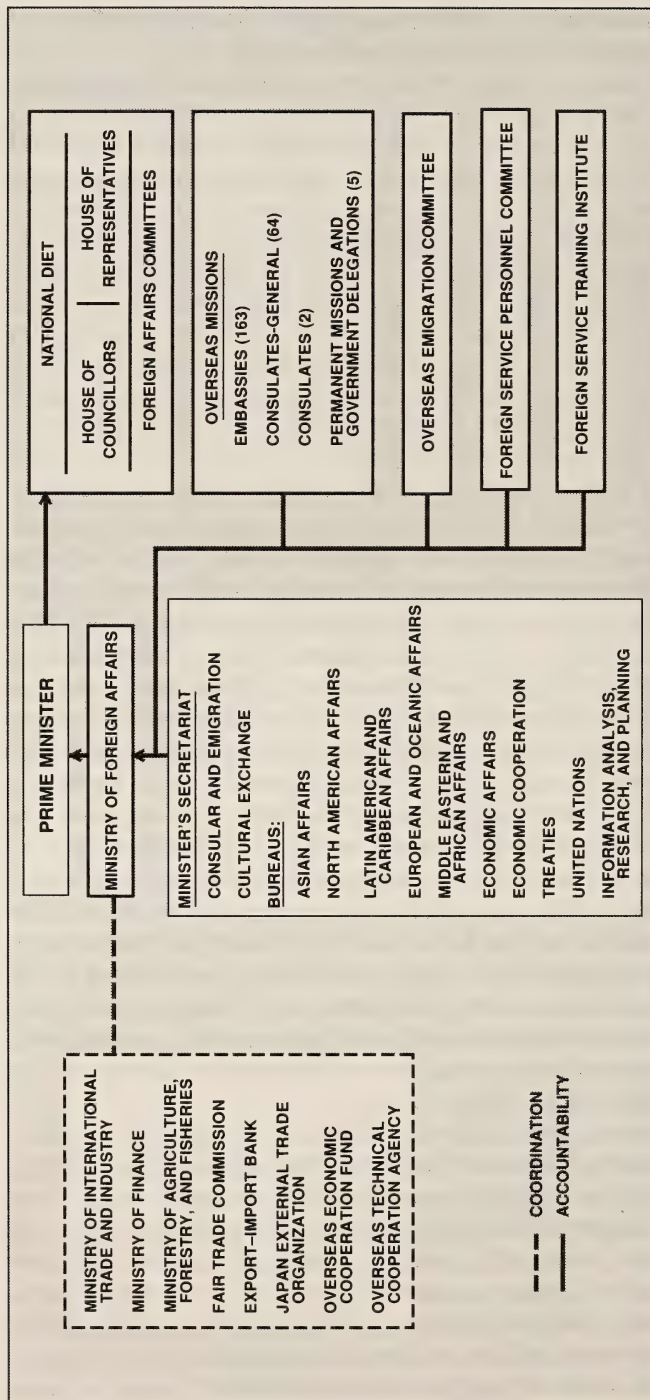 PRIME MINISTER
MINISTRY OF FOREIGN AFFAIRS
NATIONAL DIET
HOUSE OF
COUNCILLORS
HOUSE OF
REPRESENTATIVES
FOREIGN AFFAIRS COMMITTEES
OVERSEAS MISSIONS
EMBASSIES (163)
CONSULATES-GENERAL (64)
CONSULATES (2)
PERMANENT MISSIONS AND
GOVERNMENT DELEGATIONS (5)
OVERSEAS EMIGRATION COMMITTEE
FOREIGN SERVICE PERSONNEL COMMITTEE
FOREIGN SERVICE TRAINING INSTITUTE
MINISTER'S SECRETARIAT
CONSULAR AND EMIGRATION
CULTURAL EXCHANGE
BUREAUS:
ASIAN AFFAIRS
NORTH AMERICAN AFFAIRS
LATIN AMERICAN AND
CARIBBEAN AFFAIRS
EUROPEAN AND OCEANIC AFFAIRS
MIDDLE EASTERN AND
AFRICAN AFFAIRS
ECONOMIC AFFAIRS
ECONOMIC COOPERATION
TREATIES
UNITED NATIONS
INFORMATION ANALYSIS,
RESEARCH, AND PLANNING
MINISTRY OF INTERNATIONAL
TRADE AND INDUSTRY
MINISTRY OF FINANCE
MINISTRY OF AGRICULTURE,
FORESTRY, AND FISHERIES
FAIR TRADE COMMISSION
EXPORT–IMPORT BANK
JAPAN EXTERNAL TRADE
ORGANIZATION
OVERSEAS ECONOMIC
COOPERATION FUND
OVERSEAS TECHNICAL
COOPERATION AGENCY
COORDINATION
ACCOUNTABILITY